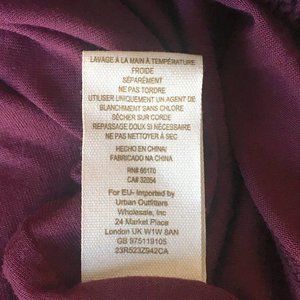 LAVAGE À LA MAIN À TEMPÉRATURE
FROIDE
SÉPARÉMENT
NE PAS TORDRE
UTILISER UNIQUEMENT UN AGENT DE
BLANCHIMENT SANS CHLORE
SÉCHER SUR CORDE
REPASSAGE DOUX SI NÉCESSAIRE
NE PAS NETTOYER À SEC
HECHO EN CHINA/
FABRICADO NA CHINA
RN# 66170
CA# 32054
For EU- Imported by
Urban Outfitters
Wholesale, Inc
24 Market Place
London UK W1W 8AN
GB 975119105
23R523Z942CA